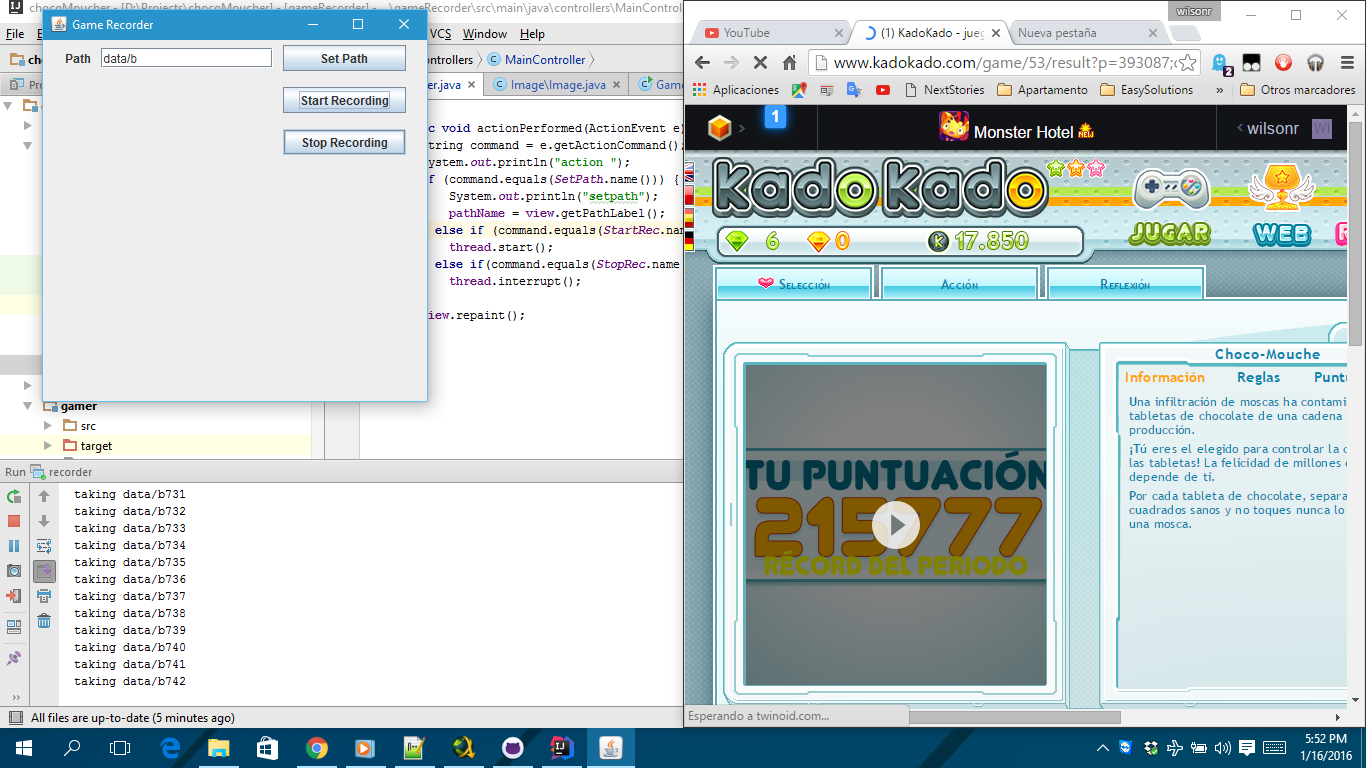 chocoMoucher - [D:\Projects\chocoMoucher] - [gameRecorder] - ...\gameRecorder\src\main\java\controllers\MainControl
Game Recorder
Path
data/b
Set Path
Start Recording
Stop Recording
File
E
VCS
Window
Help
ch
ntrollers
MainController
Pro
er.java
Image\Image.java
Game
c void actionPerformed(ActionEvent e)
tring command = e.getActionCommand();
ystem.out.println("action ");
f (command.equals(SetPath.name())) {
System.out.println("setpath");
pathName = view.getPathLabel();
else if (command.equals(StartRec.na
thread.start();
else if(command.equals(StopRec.name
thread.interrupt();
iew.repaint();
gamer
src
target
Run
recorder
taking data/b731
taking data/b732
taking data/b733
taking data/b734
taking data/b735
taking data/b736
taking data/b737
taking data/b738
taking data/b739
taking data/b740
taking data/b741
taking data/b742
All files are up-to-date (5 minutes ago)
wilsonr
YouTube
(1) KadoKado - jueg
Nueva pestaña
www.kadokado.com/game/53/result?p=393087;
2
Aplicaciones
NextStories
Apartamento
EasySolutions
»
Otros marcadores
1
Monster Hotel
NEW
wilsonr
WI
KadoKado
6
0
K 17.850
JUGAR
WEB
Selección
Acción
Reflexión
TU PUNTUACIÓN
215777
RÉCORD DEL PERIODO
Choco-Mouche
Información
Reglas
Puntu
Una infiltración de moscas ha contami
tabletas de chocolate de una cadena
producción.
¡Tú eres el elegido para controlar la c
las tabletas! La felicidad de millones
depende de ti.
Por cada tableta de chocolate, separa
cuadrados sanos y no toques nunca lo
una mosca.
Esperando a twinoid.com...
5:52 PM
1/16/2016